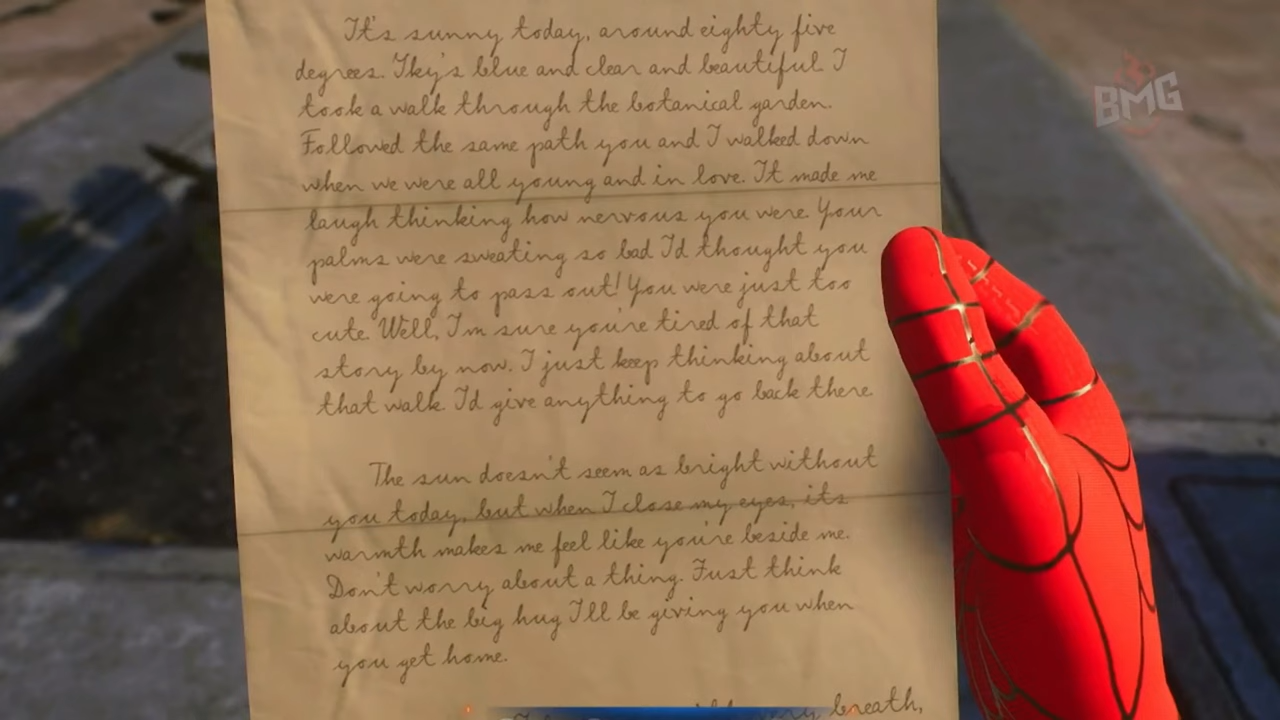 It's sunny today, around eighty five
degrees. Sky's blue and clear and beautiful. I
took a walk through the botanical garden.
Followed the same path you and I walked down
when we were all young and in love. It made me
laugh thinking how nervous you were. Your
palms were sweating so bad I'd thought you
were going to pass out! You were just too
cute. Well, I'm sure you're tired of that
story by now. I just keep thinking about
that walk. I'd give anything to go back there.
The sun doesn't seem as bright without
you today, but when I close my eyes, its
warmth makes me feel like you're beside me.
Don't worry about a thing. Just think
about the big hug I'll be giving you when
you get home.
my breath,
BMG